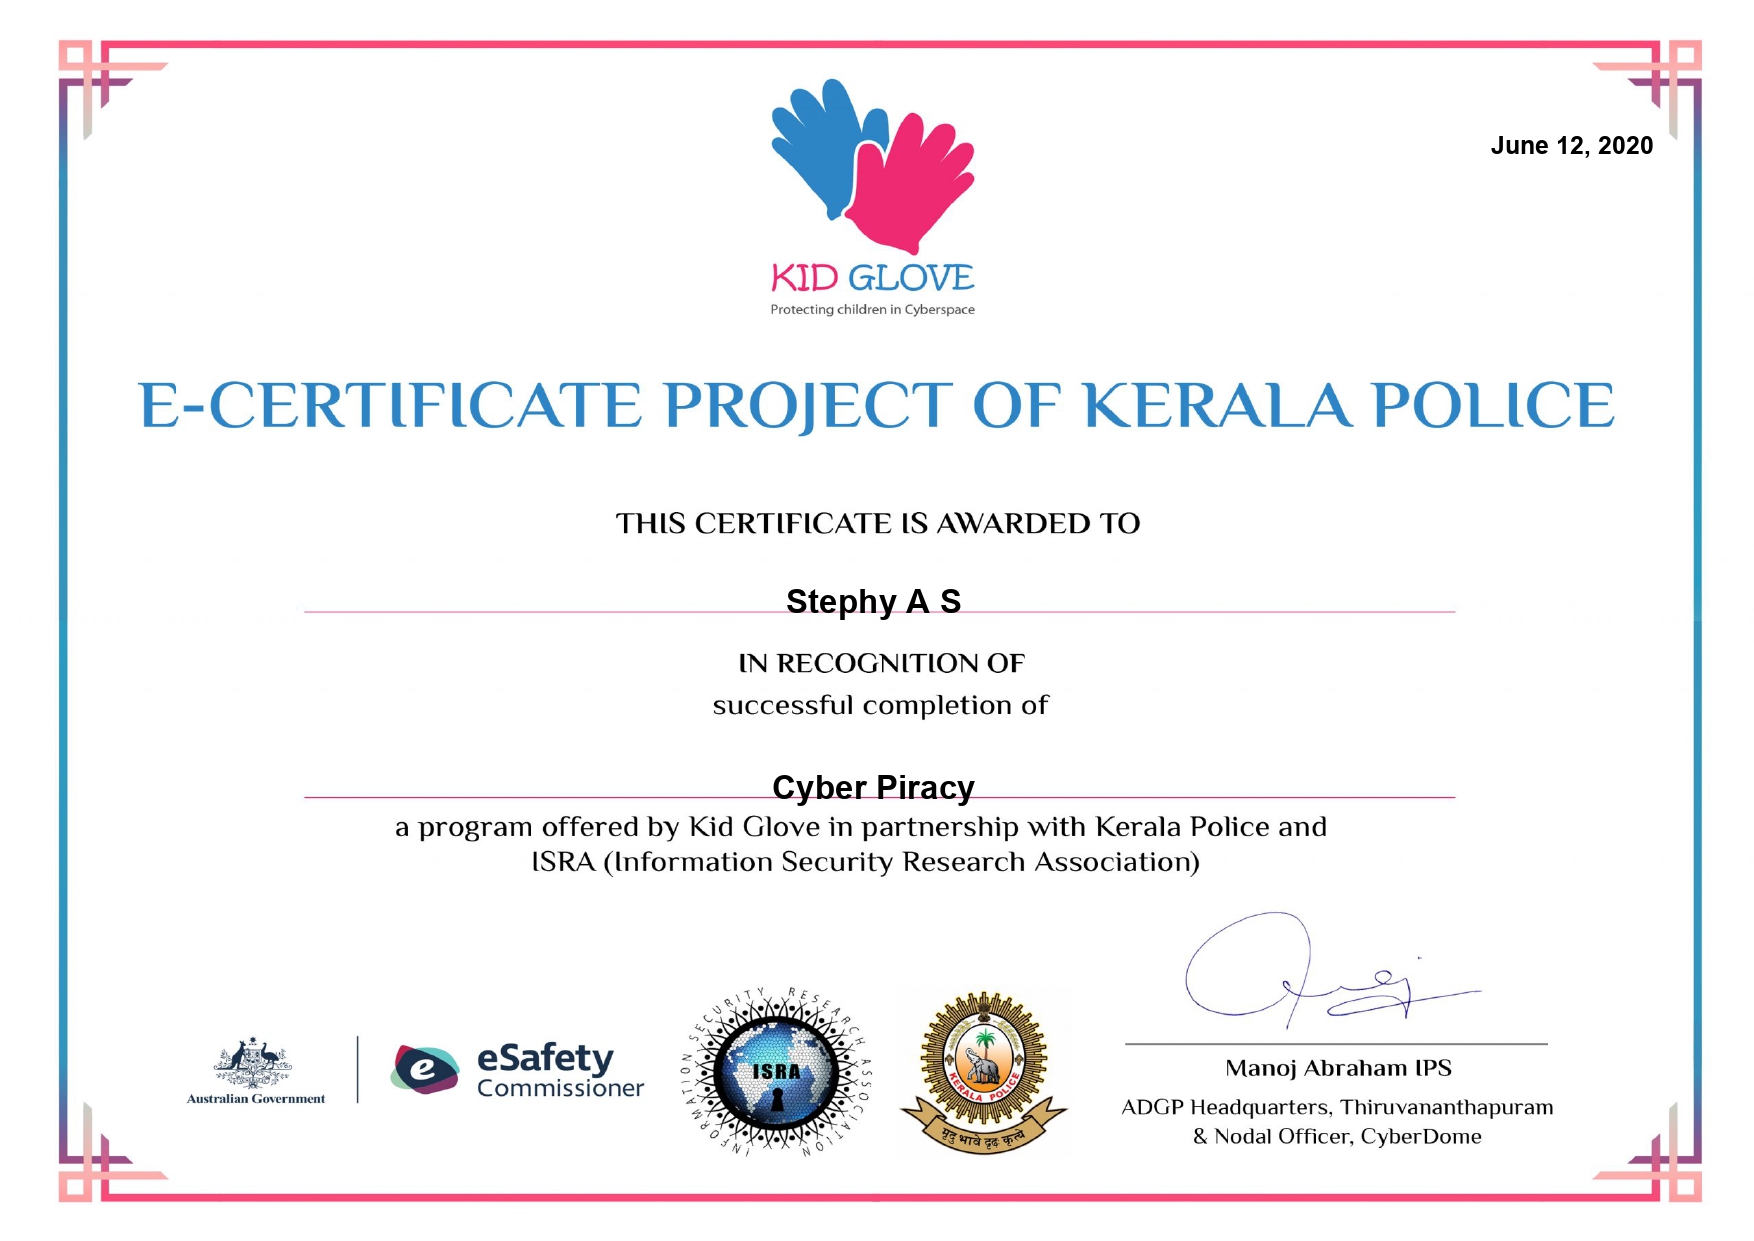 June 12, 2020
KID GLOVE
Protecting children in Cyberspace
E-CERTIFICATE PROJECT OF KERALA POLICE
THIS CERTIFICATE IS AWARDED TO
Stephy A S
IN RECOGNITION OF
successful completion of
Cyber Piracy
a program offered by Kid Glove in partnership with Kerala Police and
ISRA (Information Security Research Association)
Australian Government
e
eSafety
Commissioner
INFORMATION SECURITY RESEARCH ASSOCIATION
ISRA
KERALA POLICE
मृदु भावे दृढ़ कृत्ये
Manoj Abraham IPS
ADGP Headquarters, Thiruvananthapuram
& Nodal Officer, CyberDome